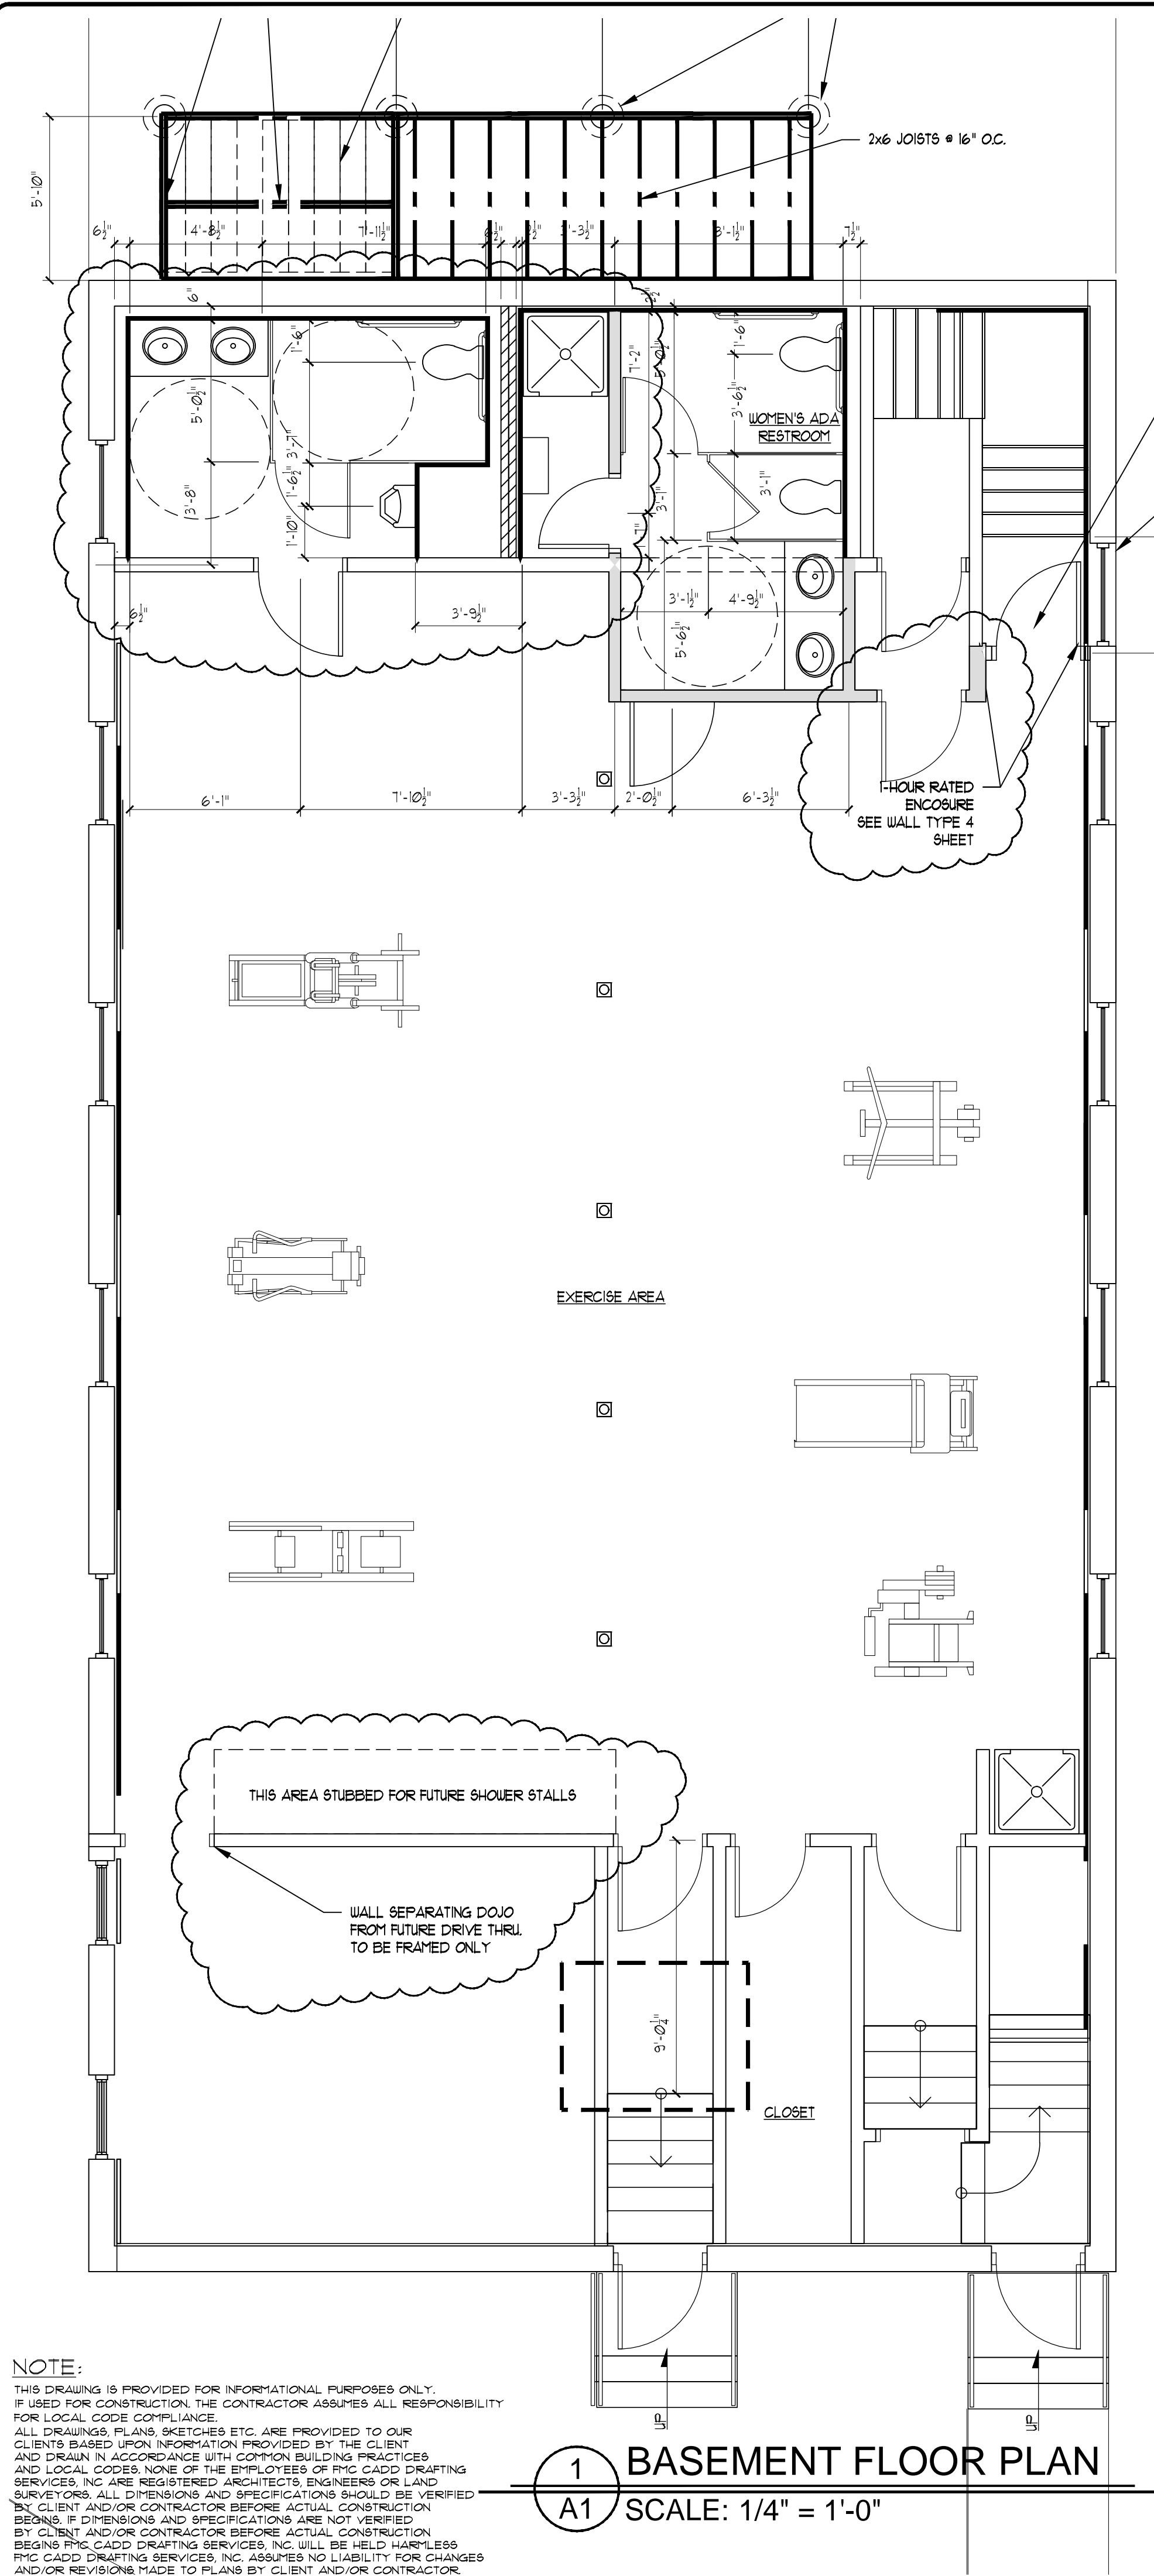 2x6 JOISTS @ 16" O.C.
5'-10"
6½"
4'-8½"
7'-11½"
6½"
3'-3½"
8'-1½"
7½"
6"
1'-6"
2½"
7'-2"
5'-0½"
1'-6"
5'-0½"
3'-6½"
WOMEN'S ADA
RESTROOM
3'-7"
1'-6½"
3'-8"
3'-1"
3'-1"
1'-10"
7"
6½"
3'-9½"
3'-1½"
4'-9½"
5'-6½"
6'-1"
7'-10½"
3'-3½"
2'-0½"
6'-3½"
1-HOUR RATED
ENCOSURE
SEE WALL TYPE 4
SHEET
EXERCISE AREA
THIS AREA STUBBED FOR FUTURE SHOWER STALLS
WALL SEPARATING DOJO
FROM FUTURE DRIVE THRU.
TO BE FRAMED ONLY
9'-0¼"
CLOSET
UP
UP
NOTE:
THIS DRAWING IS PROVIDED FOR INFORMATIONAL PURPOSES ONLY.
IF USED FOR CONSTRUCTION, THE CONTRACTOR ASSUMES ALL RESPONSIBILITY
FOR LOCAL CODE COMPLIANCE.
ALL DRAWINGS, PLANS, SKETCHES ETC. ARE PROVIDED TO OUR
CLIENTS BASED UPON INFORMATION PROVIDED BY THE CLIENT
AND DRAWN IN ACCORDANCE WITH COMMON BUILDING PRACTICES
AND LOCAL CODES. NONE OF THE EMPLOYEES OF FMC CADD DRAFTING
SERVICES, INC ARE REGISTERED ARCHITECTS, ENGINEERS OR LAND
SURVEYORS. ALL DIMENSIONS AND SPECIFICATIONS SHOULD BE VERIFIED
BY CLIENT AND/OR CONTRACTOR BEFORE ACTUAL CONSTRUCTION
BEGINS. IF DIMENSIONS AND SPECIFICATIONS ARE NOT VERIFIED
BY CLIENT AND/OR CONTRACTOR BEFORE ACTUAL CONSTRUCTION
BEGINS FMC CADD DRAFTING SERVICES, INC. WILL BE HELD HARMLESS
FMC CADD DRAFTING SERVICES, INC. ASSUMES NO LIABILITY FOR CHANGES
AND/OR REVISIONS MADE TO PLANS BY CLIENT AND/OR CONTRACTOR.
1
A1
BASEMENT FLOOR PLAN
SCALE: 1/4" = 1'-0"